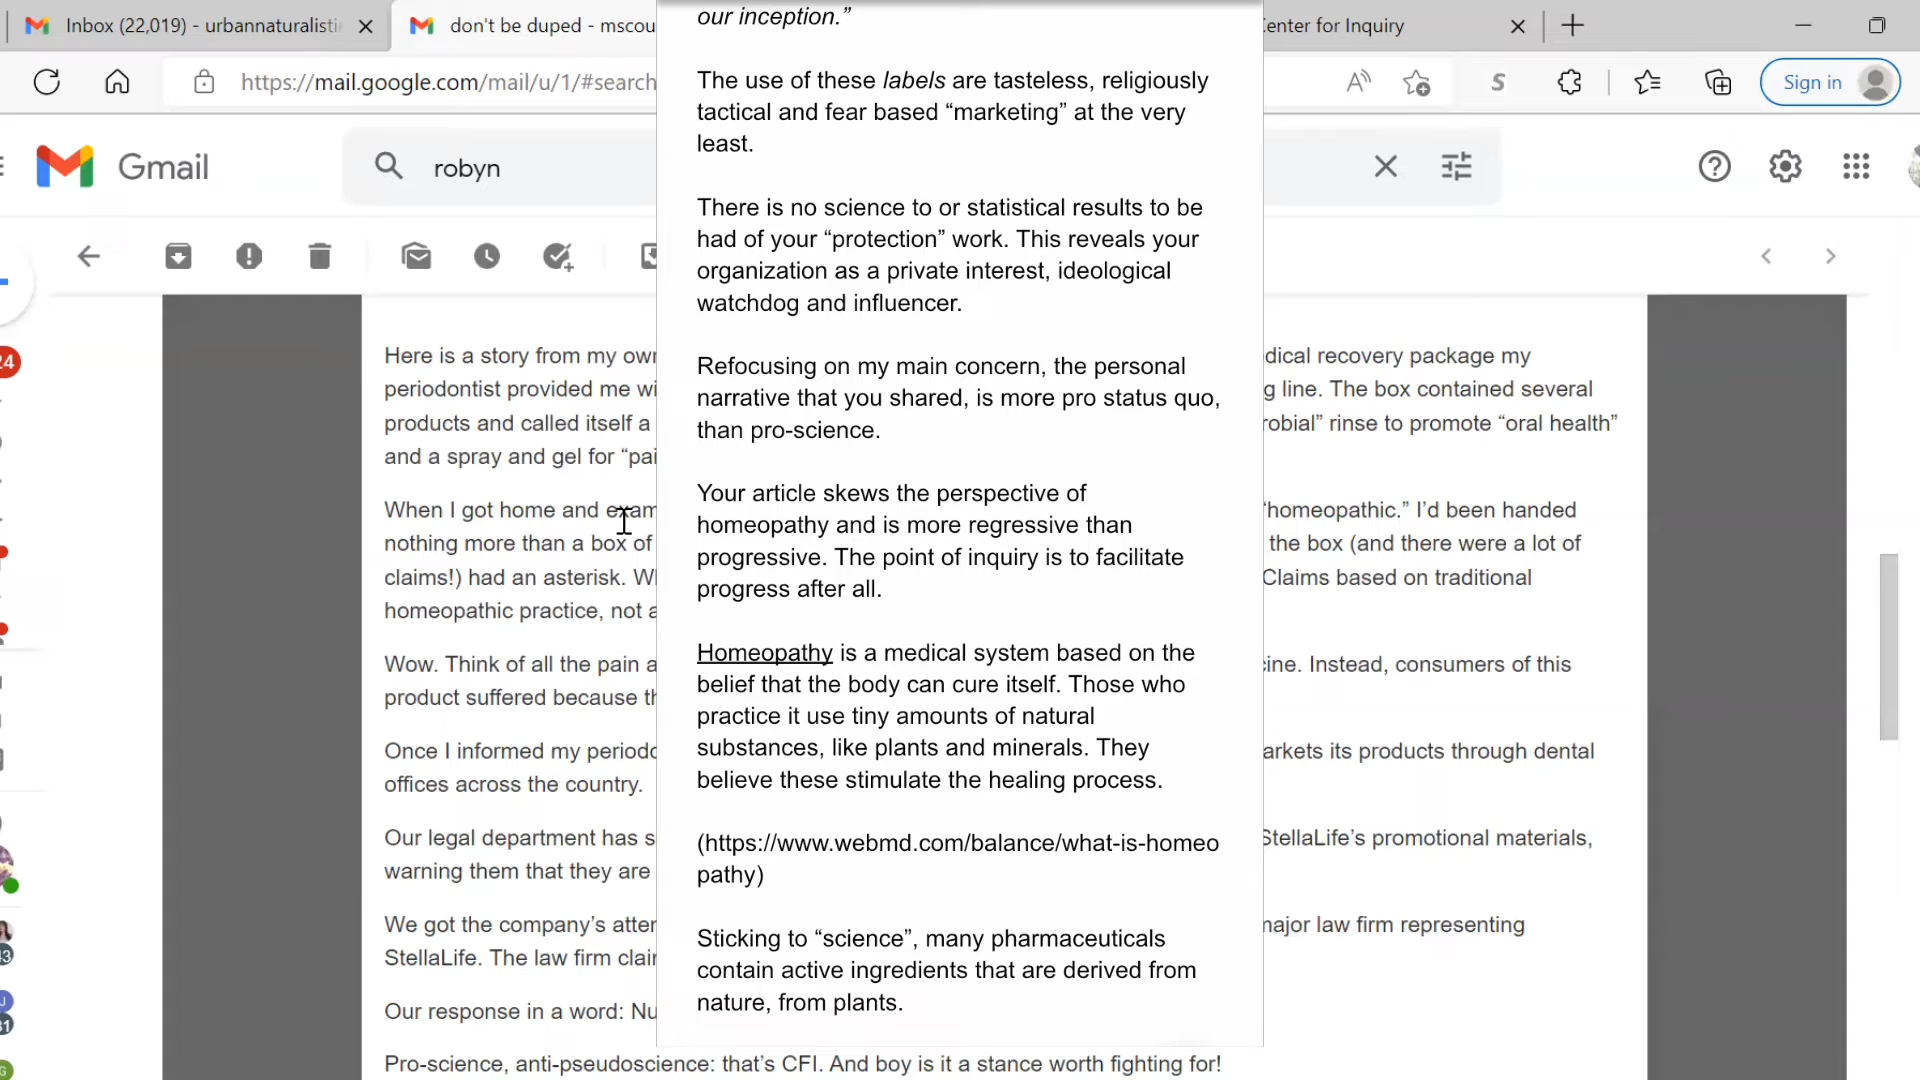 Inbox (22,019) - urbannaturalisti
don't be duped - mscou
Center for Inquiry
https://mail.google.com/mail/u/1/#search
Sign in
Gmail
robyn
our inception.”
The use of these labels are tasteless, religiously
tactical and fear based “marketing” at the very
least.
There is no science to or statistical results to be
had of your “protection” work. This reveals your
organization as a private interest, ideological
watchdog and influencer.
Refocusing on my main concern, the personal
narrative that you shared, is more pro status quo,
than pro-science.
Your article skews the perspective of
homeopathy and is more regressive than
progressive. The point of inquiry is to facilitate
progress after all.
Homeopathy is a medical system based on the
belief that the body can cure itself. Those who
practice it use tiny amounts of natural
substances, like plants and minerals. They
believe these stimulate the healing process.
(https://www.webmd.com/balance/what-is-homeo
pathy)
Sticking to “science”, many pharmaceuticals
contain active ingredients that are derived from
nature, from plants.
24
Here is a story from my own dical recovery package my
periodontist provided me wi g line. The box contained several
products and called itself a robial” rinse to promote “oral health”
and a spray and gel for “pai
When I got home and exam “homeopathic.” I’d been handed
nothing more than a box of the box (and there were a lot of
claims!) had an asterisk. Wh Claims based on traditional
homeopathic practice, not a
Wow. Think of all the pain a ine. Instead, consumers of this
product suffered because th
Once I informed my periodo arkets its products through dental
offices across the country.
Our legal department has s StellaLife’s promotional materials,
warning them that they are
We got the company’s atten major law firm representing
StellaLife. The law firm clain
Our response in a word: Nu
Pro-science, anti-pseudoscience: that’s CFI. And boy is it a stance worth fighting for!